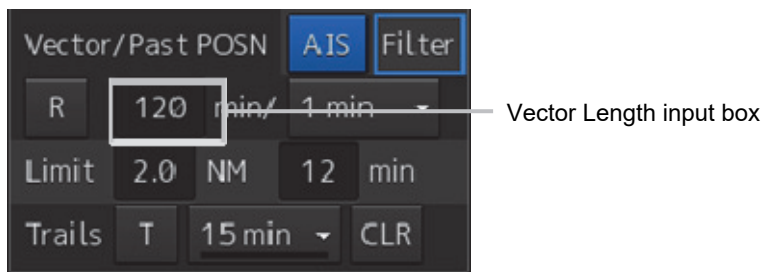 Vector/Past POSN AIS Filter
R 120 min/ 1 min
Vector Length input box
Limit 2.0 NM 12 min
Trails T 15 min CLR